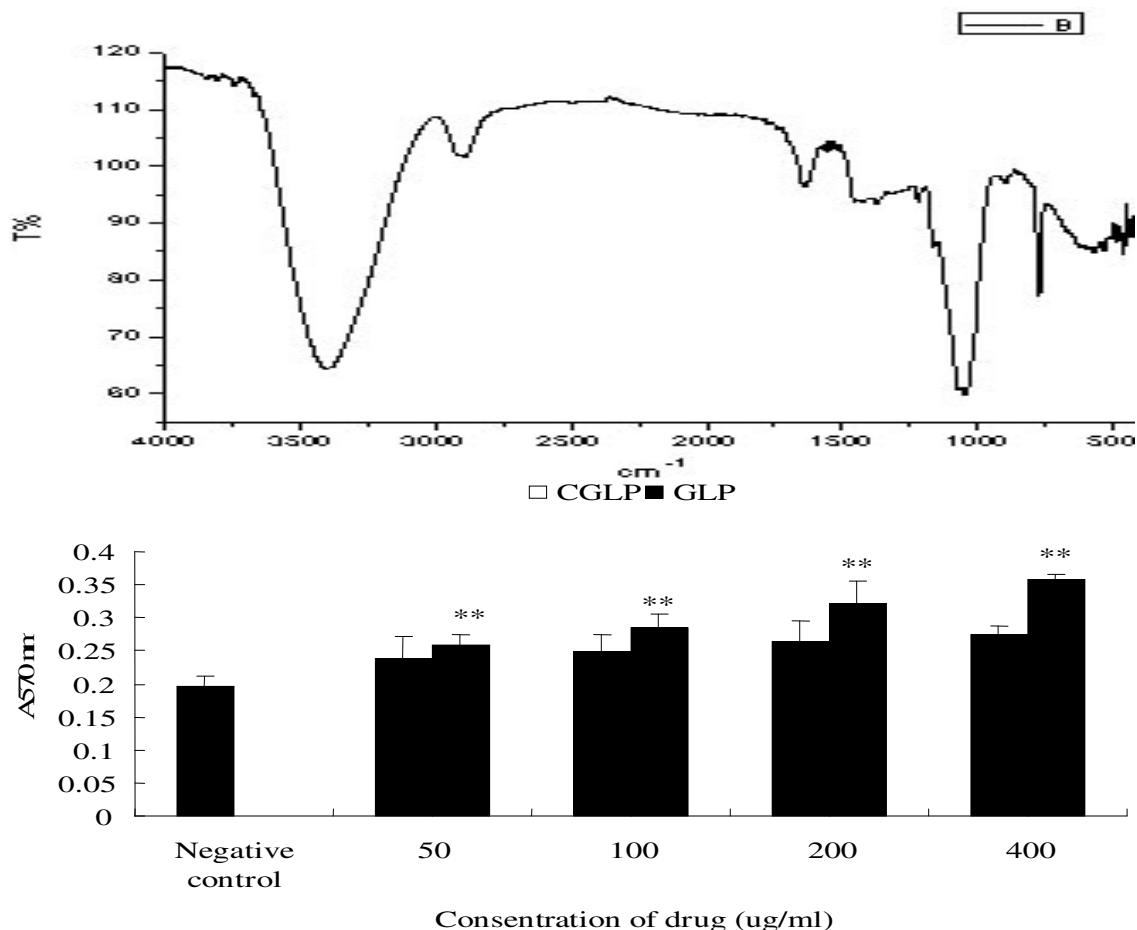 B
120
110
100
90
80
70
60
T%
4000 3500 3000 2500 2000 1500 1000 500
cm⁻¹
□ CGLP ■ GLP
0.4
0.35
0.3
0.25
0.2
0.15
0.1
0.05
0
A570nm
** ** ** **
Negative control 50 100 200 400
Consentration of drug (ug/ml)